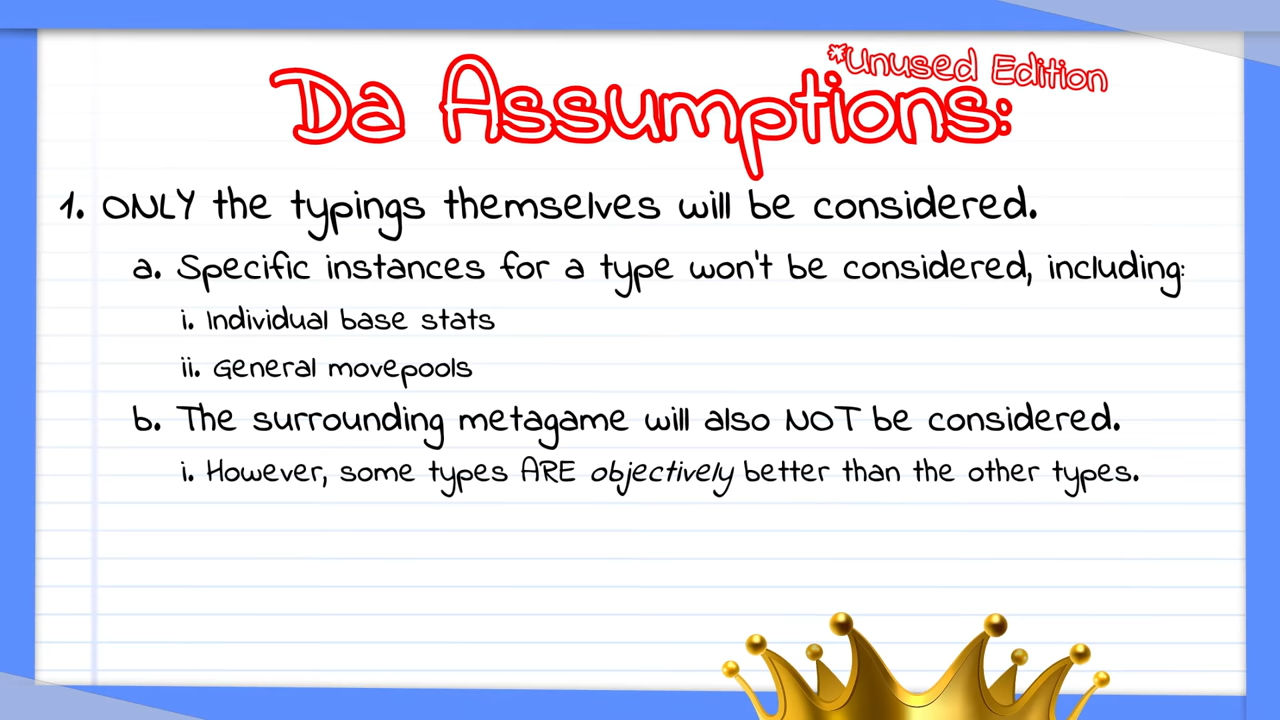 *Unused Edition
Da Assumptions:
1. ONLY the typings themselves will be considered.
a. Specific instances for a type won't be considered, including:
i. Individual base stats
ii. General movepools
b. The surrounding metagame will also NOT be considered.
i. However, some types ARE objectively better than the other types.